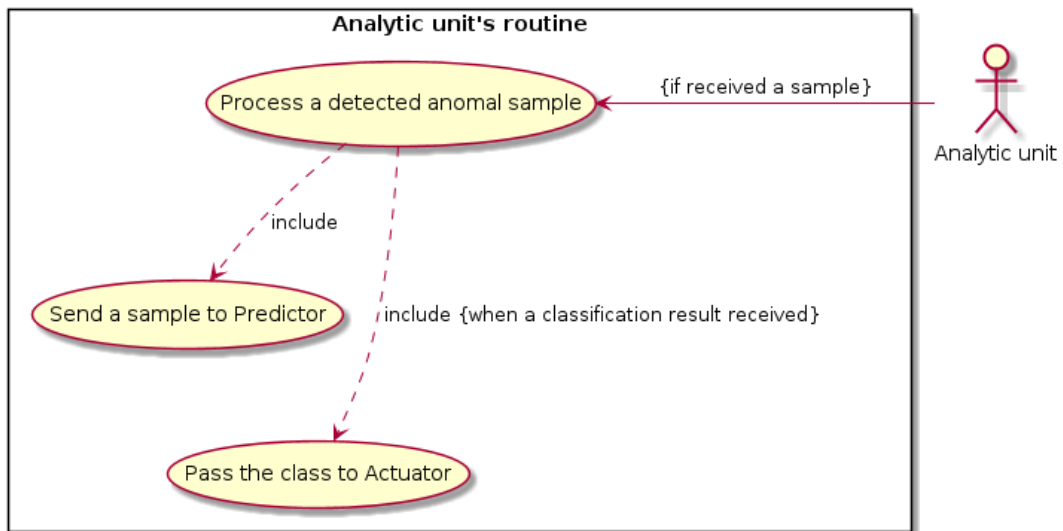 Analytic unit's routine
Process a detected anomal sample
{if received a sample}
Analytic unit
include
Send a sample to Predictor
include {when a classification result received}
Pass the class to Actuator